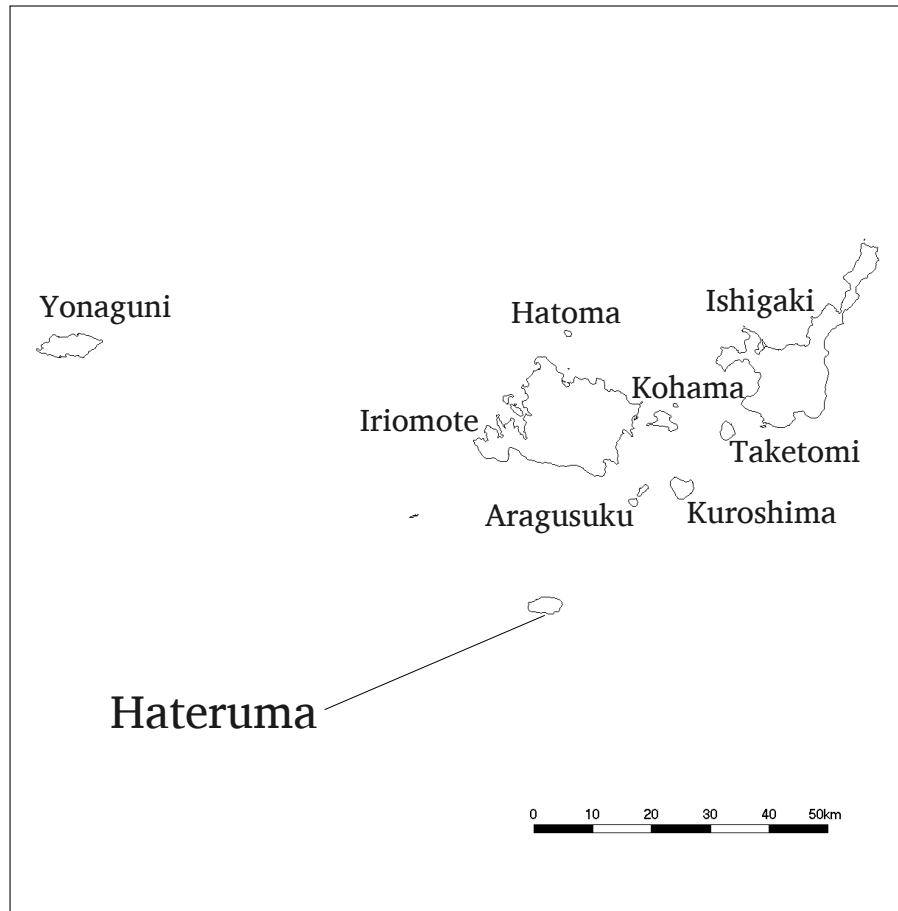 Yonaguni
Hatoma
Ishigaki
Kohama
Iriomote
Taketomi
Aragusuku
Kuroshima
Hateruma
0 10 20 30 40 50km